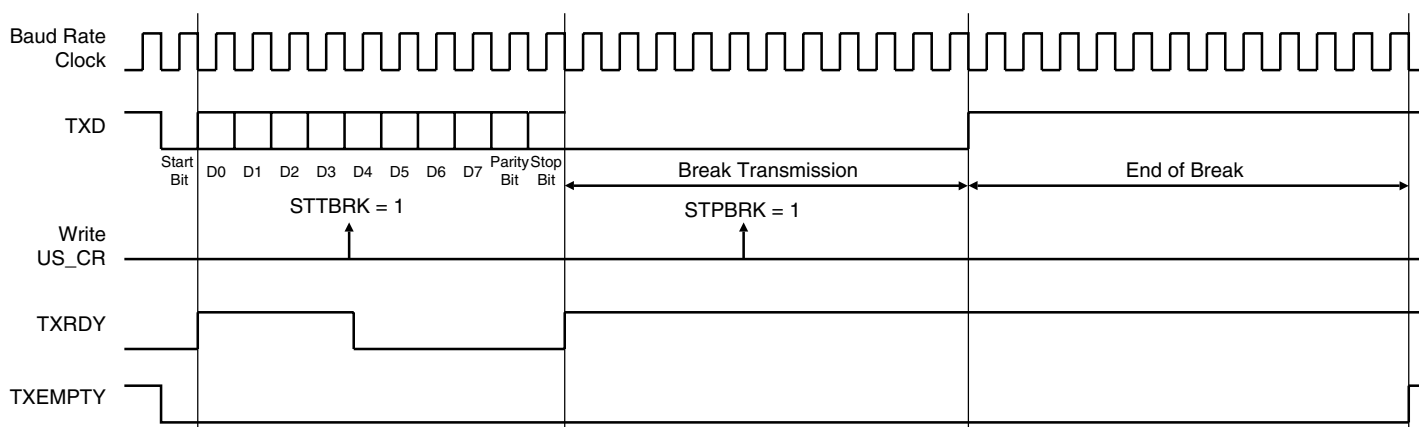 Baud Rate
Clock
TXD
Start
Bit
D0 D1 D2 D3 D4 D5 D6 D7
Parity
Bit
Stop
Bit
Break Transmission
End of Break
STTBRK = 1
STPBRK = 1
Write
US_CR
TXRDY
TXEMPTY